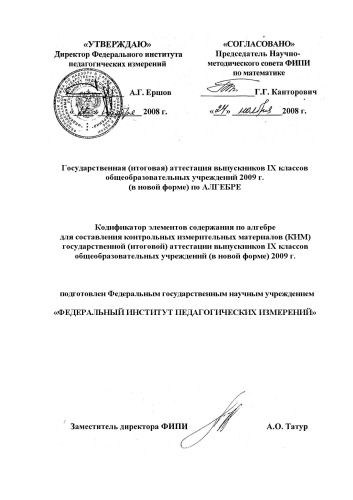 «УТВЕРЖДАЮ»
Директор Федерального института
педагогических измерений
А.Г. Ершов
2008 г.
«СОГЛАСОВАНО»
Председатель Научно-
методического совета ФИПИ
по математике
Г.Г. Канторович
«24» ноября 2008 г.
Государственная (итоговая) аттестация выпускников IX классов
общеобразовательных учреждений 2009 г.
(в новой форме) по АЛГЕБРЕ
Кодификатор элементов содержания по алгебре
для составления контрольных измерительных материалов (КИМ)
государственной (итоговой) аттестации выпускников IX классов
общеобразовательных учреждений (в новой форме) 2009 г.
подготовлен Федеральным государственным научным учреждением
«ФЕДЕРАЛЬНЫЙ ИНСТИТУТ ПЕДАГОГИЧЕСКИХ ИЗМЕРЕНИЙ»
Заместитель директора ФИПИ А.О. Татур